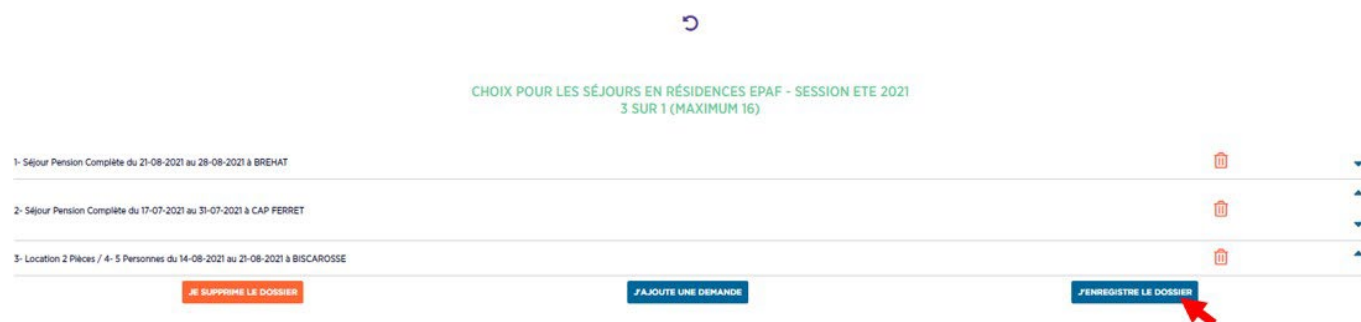 CHOIX POUR LES SÉJOURS EN RÉSIDENCES EPAF - SESSION ETE 2021
3 SUR 1 (MAXIMUM 16)
1- Séjour Pension Complète du 21-08-2021 au 28-08-2021 à BREHAT
2- Séjour Pension Complète du 17-07-2021 au 31-07-2021 à CAP FERRET
3- Location 2 Pièces / 4- 5 Personnes du 14-08-2021 au 21-08-2021 à BISCAROSSE
JE SUPPRIME LE DOSSIER
J'AJOUTE UNE DEMANDE
J'ENREGISTRE LE DOSSIER